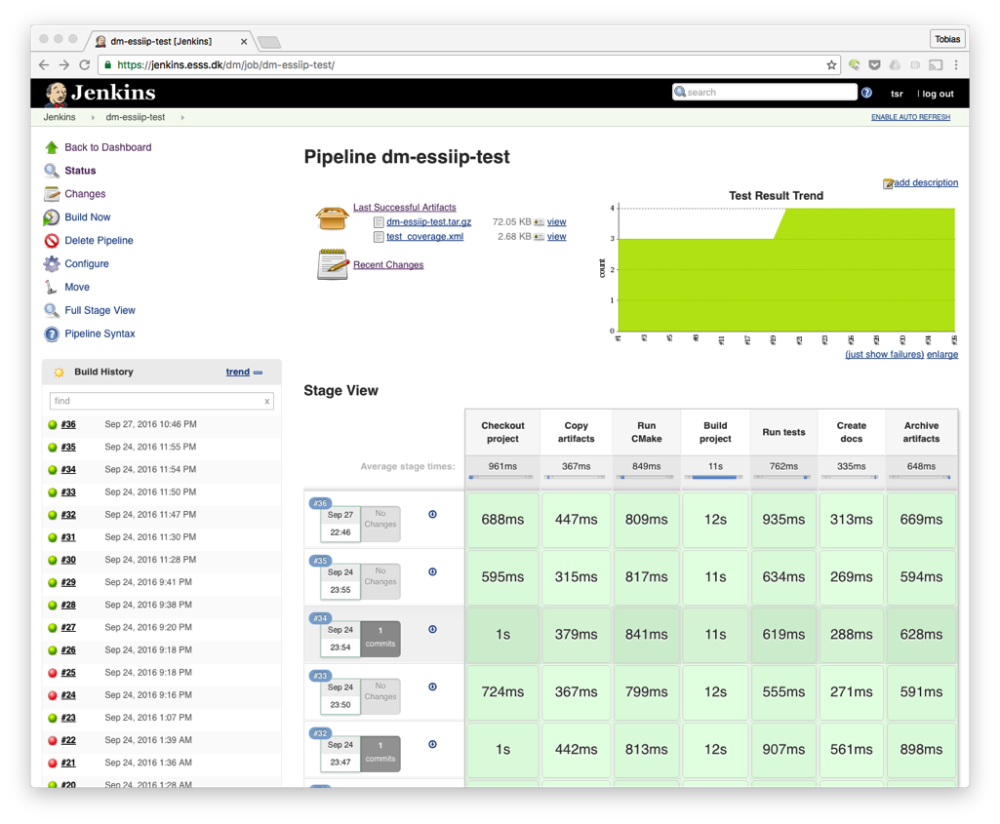 dm-essiip-test [Jenkins]
Tobias
https://jenkins.esss.dk/dm/job/dm-essiip-test/
Jenkins
search
tsr
log out
Jenkins
dm-essiip-test
ENABLE AUTO REFRESH
Back to Dashboard
Status
Changes
Build Now
Delete Pipeline
Configure
Move
Full Stage View
Pipeline Syntax
Build History
trend
find
x
#36 Sep 27, 2016 10:46 PM
#35 Sep 24, 2016 11:55 PM
#34 Sep 24, 2016 11:54 PM
#33 Sep 24, 2016 11:50 PM
#32 Sep 24, 2016 11:47 PM
#31 Sep 24, 2016 11:30 PM
#30 Sep 24, 2016 11:28 PM
#29 Sep 24, 2016 9:41 PM
#28 Sep 24, 2016 9:38 PM
#27 Sep 24, 2016 9:20 PM
#26 Sep 24, 2016 9:18 PM
#25 Sep 24, 2016 9:18 PM
#24 Sep 24, 2016 9:16 PM
#23 Sep 24, 2016 1:07 PM
#22 Sep 24, 2016 1:39 AM
#21 Sep 24, 2016 1:36 AM
#20 Sep 24, 2016 1:28 AM
Pipeline dm-essiip-test
add description
Last Successful Artifacts
dm-essiip-test.tar.gz 72.05 KB view
test_coverage.xml 2.68 KB view
Recent Changes
Test Result Trend
count
4
3
2
1
0
#1 #3 #5 #8 #11 #17 #19 #21 #23 #26 #28 #30 #34 #36
(just show failures) enlarge
Stage View
Checkout project
Copy artifacts
Run CMake
Build project
Run tests
Create docs
Archive artifacts
Average stage times: 961ms 367ms 849ms 11s 762ms 335ms 648ms
#36
Sep 27 22:46
No Changes
688ms 447ms 809ms 12s 935ms 313ms 669ms
#35
Sep 24 23:55
No Changes
595ms 315ms 817ms 11s 634ms 269ms 594ms
#34
Sep 24 23:54
1 commits
1s 379ms 841ms 11s 619ms 288ms 628ms
#33
Sep 24 23:50
No Changes
724ms 367ms 799ms 12s 555ms 271ms 591ms
#32
Sep 24 23:47
1 commits
1s 442ms 813ms 12s 907ms 561ms 898ms